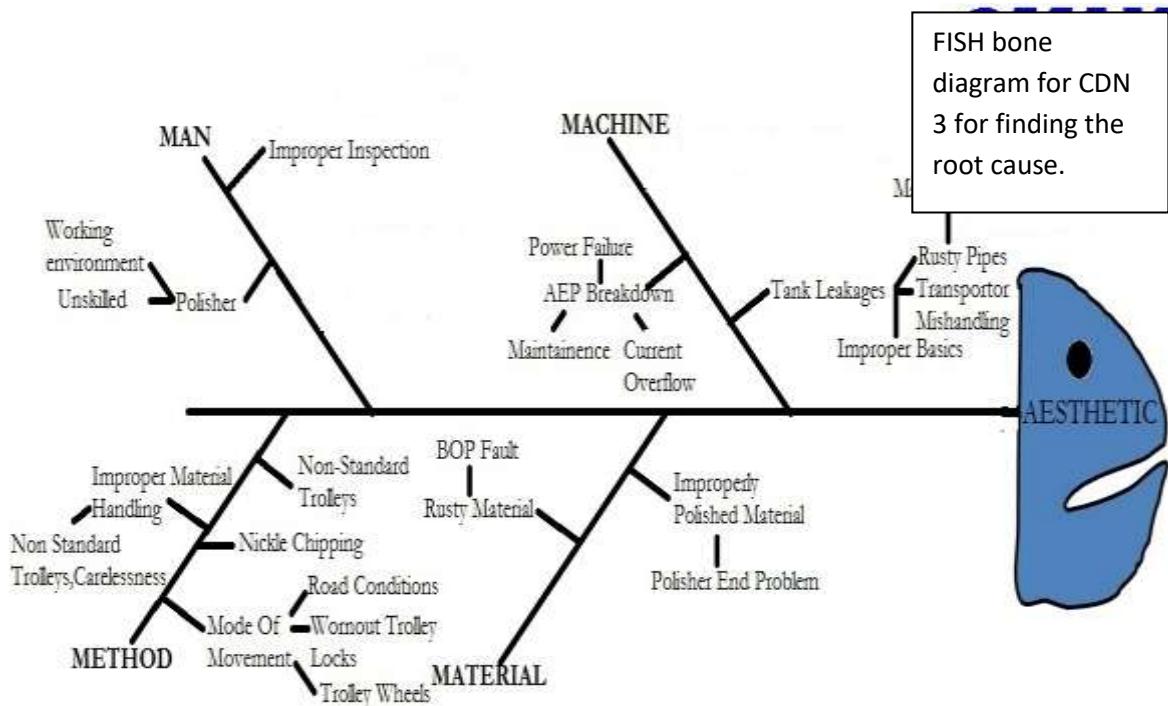 FISH bone
diagram for CDN
3 for finding the
root cause.
MAN
Improper Inspection
Working
environment
Unskilled
Polisher
MACHINE
Power Failure
AEP Breakdown
Maintainence
Current
Overflow
Tank Leakages
Rusty Pipes
Transportor
Mishandling
Improper Basics
AESTHETIC
Improper Material
Handling
Non Standard
Trolleys,Carelessness
Non-Standard
Trolleys
Nickle Chipping
Mode Of
Movement
Road Conditions
Wornout Trolley
Locks
Trolley Wheels
METHOD
BOP Fault
Rusty Material
Improperly
Polished Material
Polisher End Problem
MATERIAL